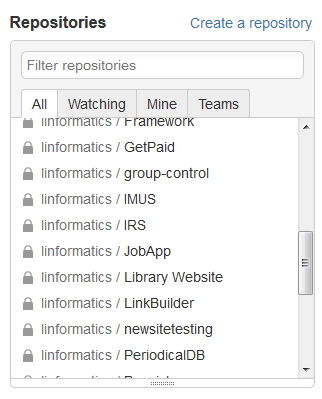 Repositories Create a repository
Filter repositories
All Watching Mine Teams
linformatics / Framework
linformatics / GetPaid
linformatics / group-control
linformatics / IMUS
linformatics / IRS
linformatics / JobApp
linformatics / Library Website
linformatics / LinkBuilder
linformatics / newsitetesting
linformatics / PeriodicalDB
linformatics /